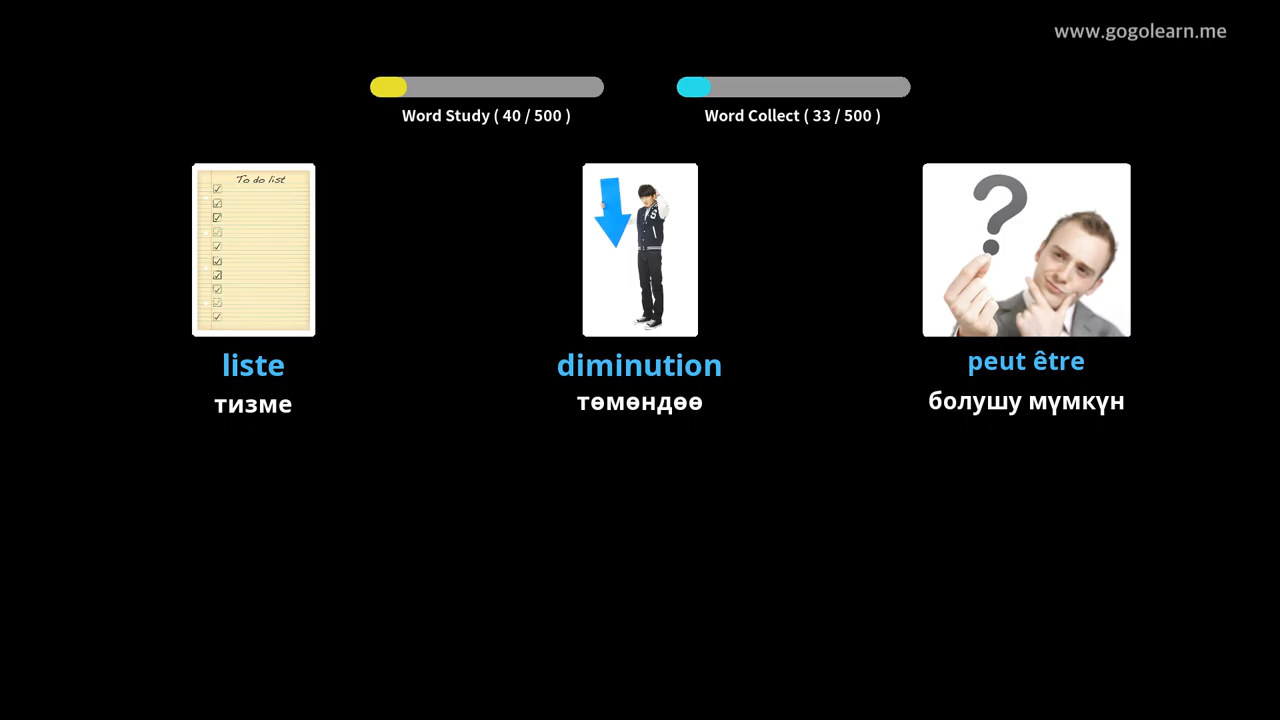 www.gogolearn.me
Word Study ( 40 / 500 )
Word Collect ( 33 / 500 )
To do list
S
liste
diminution
peut être
тизме
төмөндөө
болушу мүмкүн